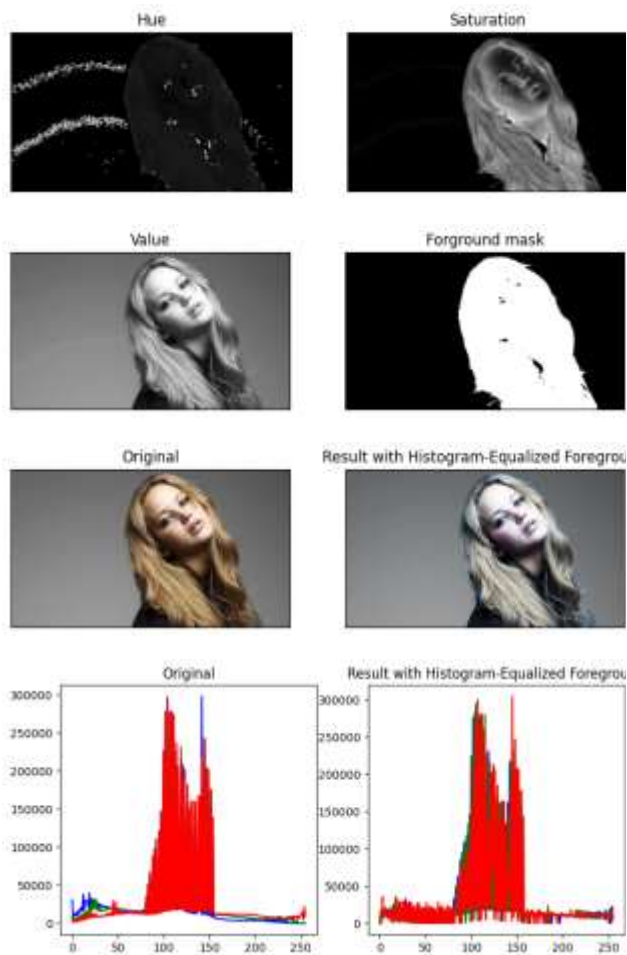 Hue
Saturation
Value
Forground mask
Original
Result with Histogram-Equalized Foregrou
Original
Result with Histogram-Equalized Foregrou
300000
250000
200000
150000
100000
50000
0
0 50 100 150 200 250
300000
250000
200000
150000
100000
50000
0
0 50 100 150 200 250